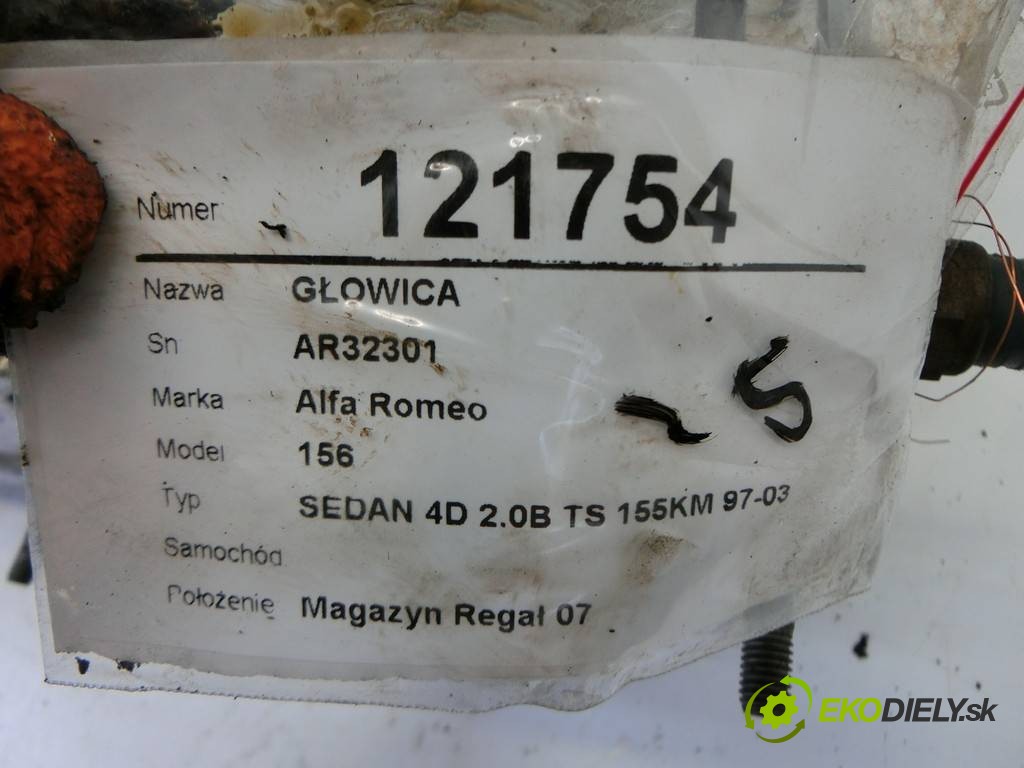 Numer 121754
Nazwa GŁOWICA
Sn AR32301
Marka Alfa Romeo
Model 156
Typ SEDAN 4D 2.0B TS 155KM 97-03
Samochód
Położenie Magazyn Regał 07
EKODIELY.sk